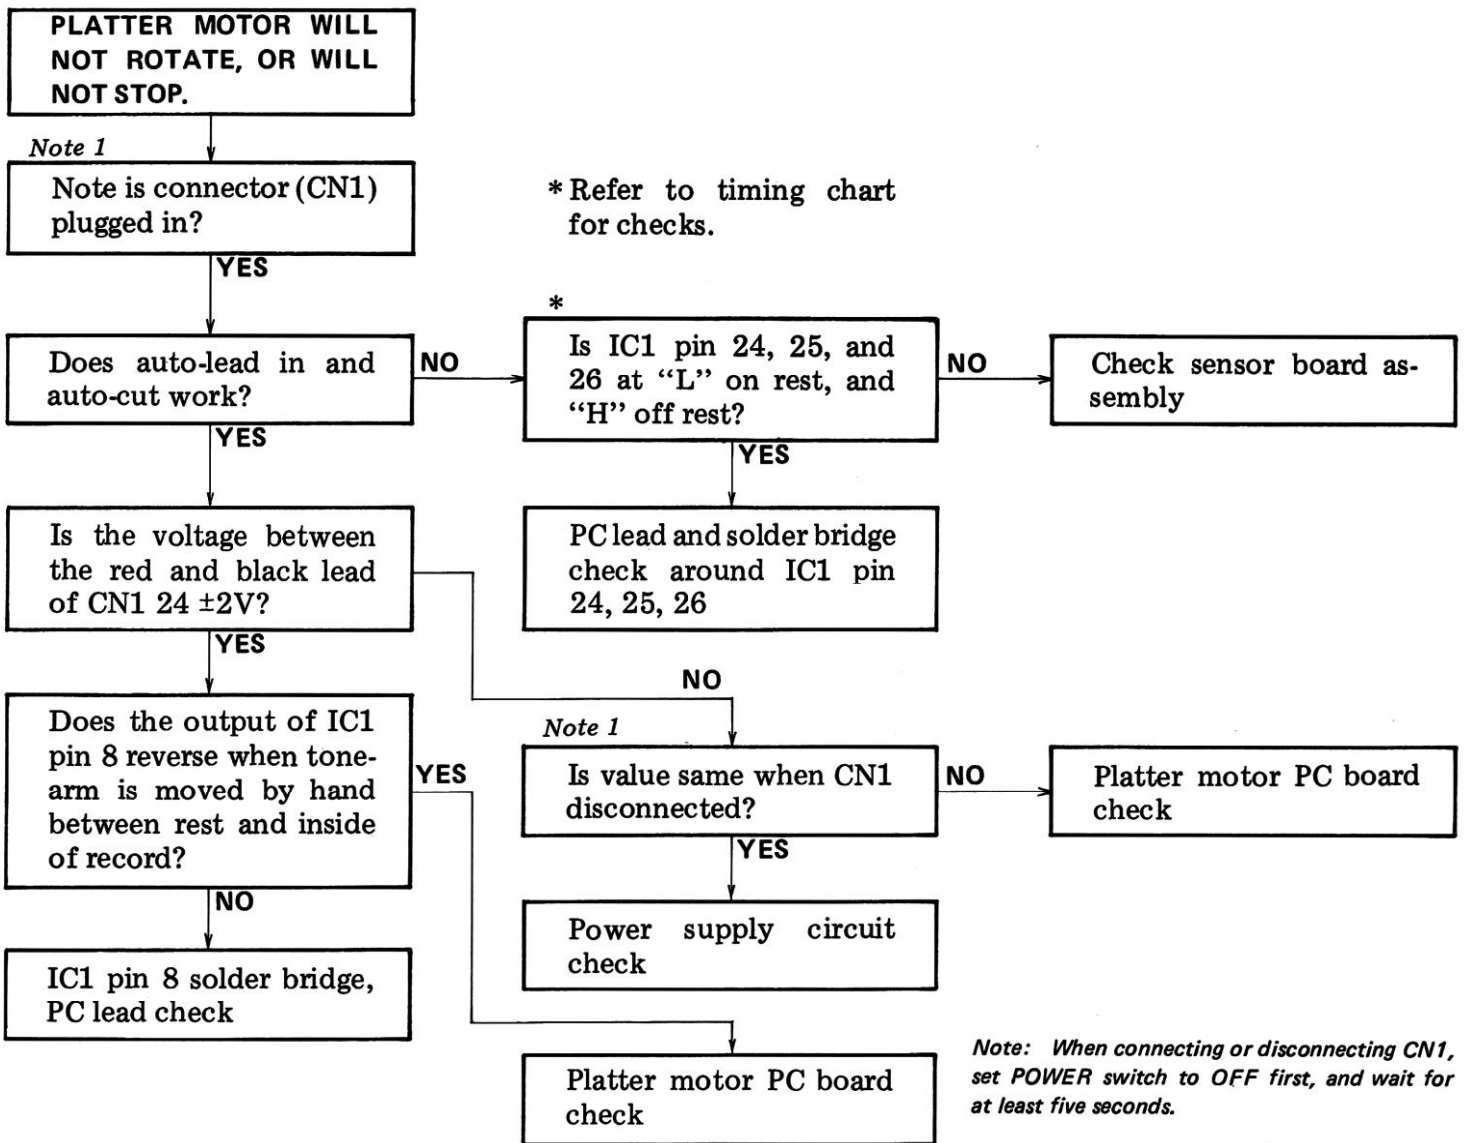 PLATTER MOTOR WILL
NOT ROTATE, OR WILL
NOT STOP.
Note 1
Note is connector (CN1)
plugged in?
YES
* Refer to timing chart
for checks.
Does auto-lead in and
auto-cut work?
NO
*
Is IC1 pin 24, 25, and
26 at “L” on rest, and
“H” off rest?
NO
Check sensor board as-
sembly
YES
YES
Is the voltage between
the red and black lead
of CN1 24 ±2V?
PC lead and solder bridge
check around IC1 pin
24, 25, 26
YES
NO
Does the output of IC1
pin 8 reverse when tone-
arm is moved by hand
between rest and inside
of record?
YES
Note 1
Is value same when CN1
disconnected?
NO
Platter motor PC board
check
YES
NO
Power supply circuit
check
IC1 pin 8 solder bridge,
PC lead check
Platter motor PC board
check
Note: When connecting or disconnecting CN1,
set POWER switch to OFF first, and wait for
at least five seconds.